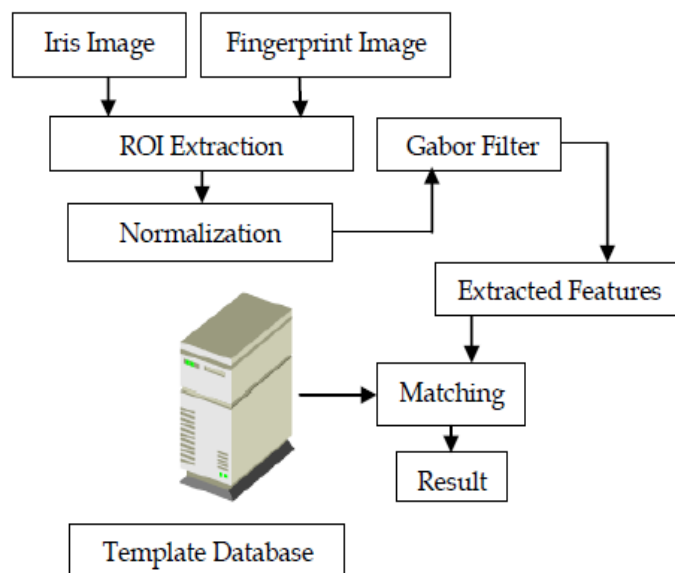 Iris Image
Fingerprint Image
ROI Extraction
Gabor Filter
Normalization
Extracted Features
Matching
Result
Template Database